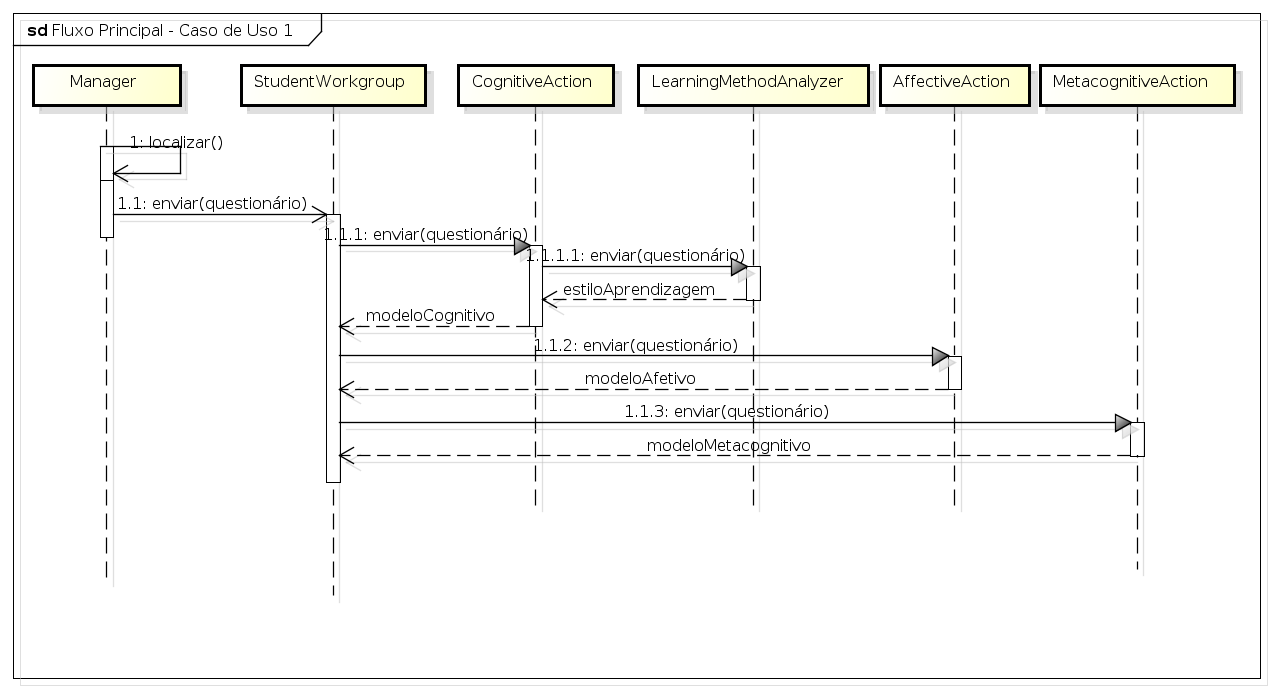 sd Fluxo Principal - Caso de Uso 1
Manager
StudentWorkgroup
CognitiveAction
LearningMethodAnalyzer
AffectiveAction
MetacognitiveAction
1: localizar()
1.1: enviar(questionário)
1.1.1: enviar(questionário)
1.1.1.1: enviar(questionário)
estiloAprendizagem
modeloCognitivo
1.1.2: enviar(questionário)
modeloAfetivo
1.1.3: enviar(questionário)
modeloMetacognitivo